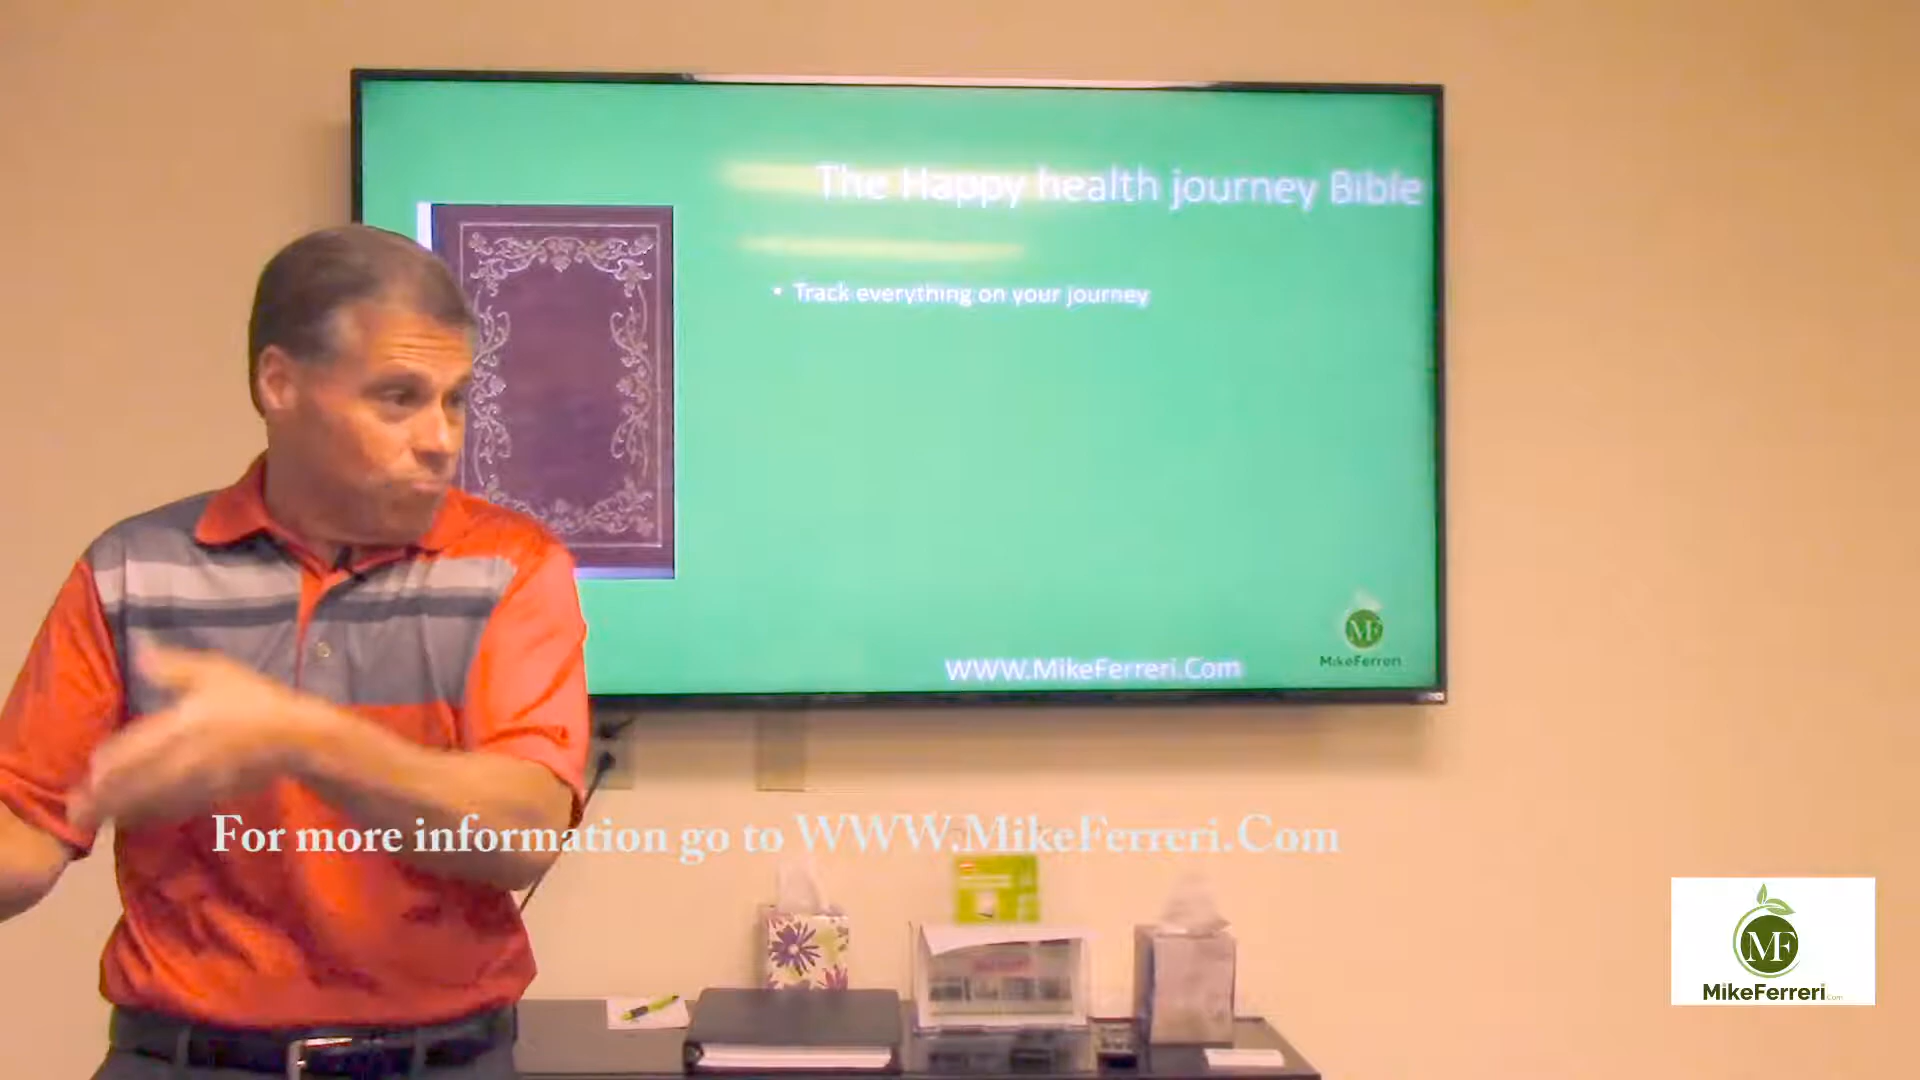 The Happy health journey Bible
• Track everything on your journey
MF
MikeFerreri
WWW.MikeFerreri.Com
For more information go to WWW.MikeFerreri.Com
MF
MikeFerreri.Com